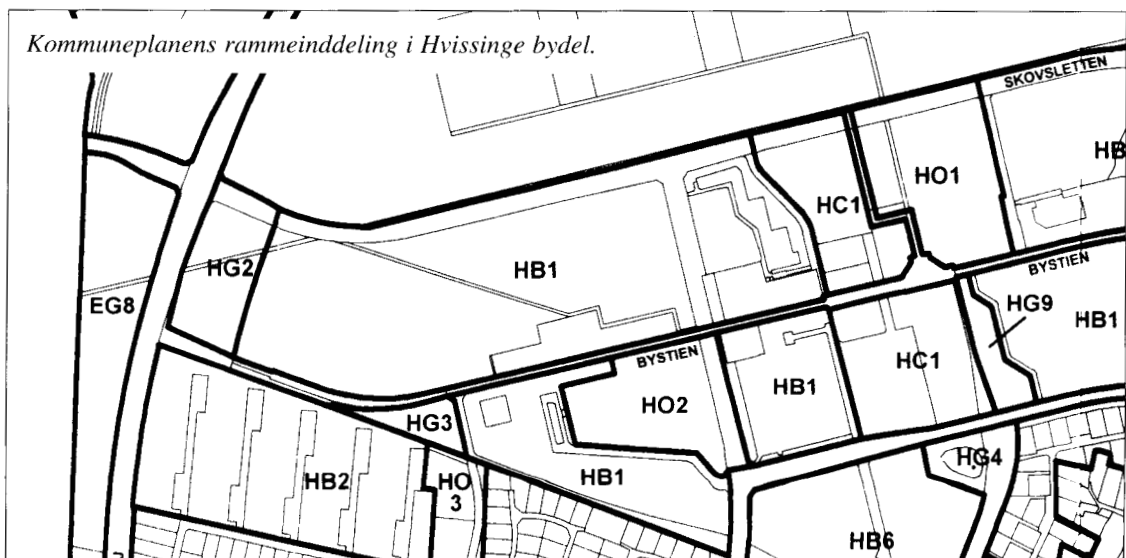 Kommuneplanens rammeinddeling i Hvissinge bydel.
SKOVSLETTEN
HB
HO1
HC1
HG2
HB1
BYSTIEN
EG8
HG9
HB1
BYSTIEN
HC1
HB1
HO2
HG3
HG4
HB2
HO
3
HB1
HB6